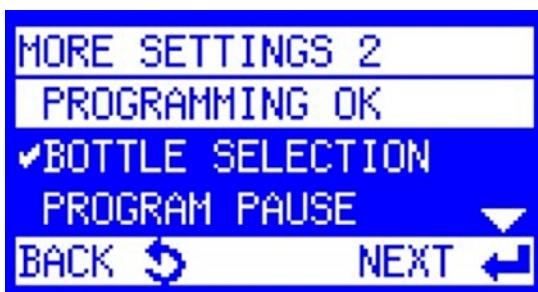 MORE SETTINGS 2
PROGRAMMING OK
BOTTLE SELECTION
PROGRAM PAUSE
BACK NEXT